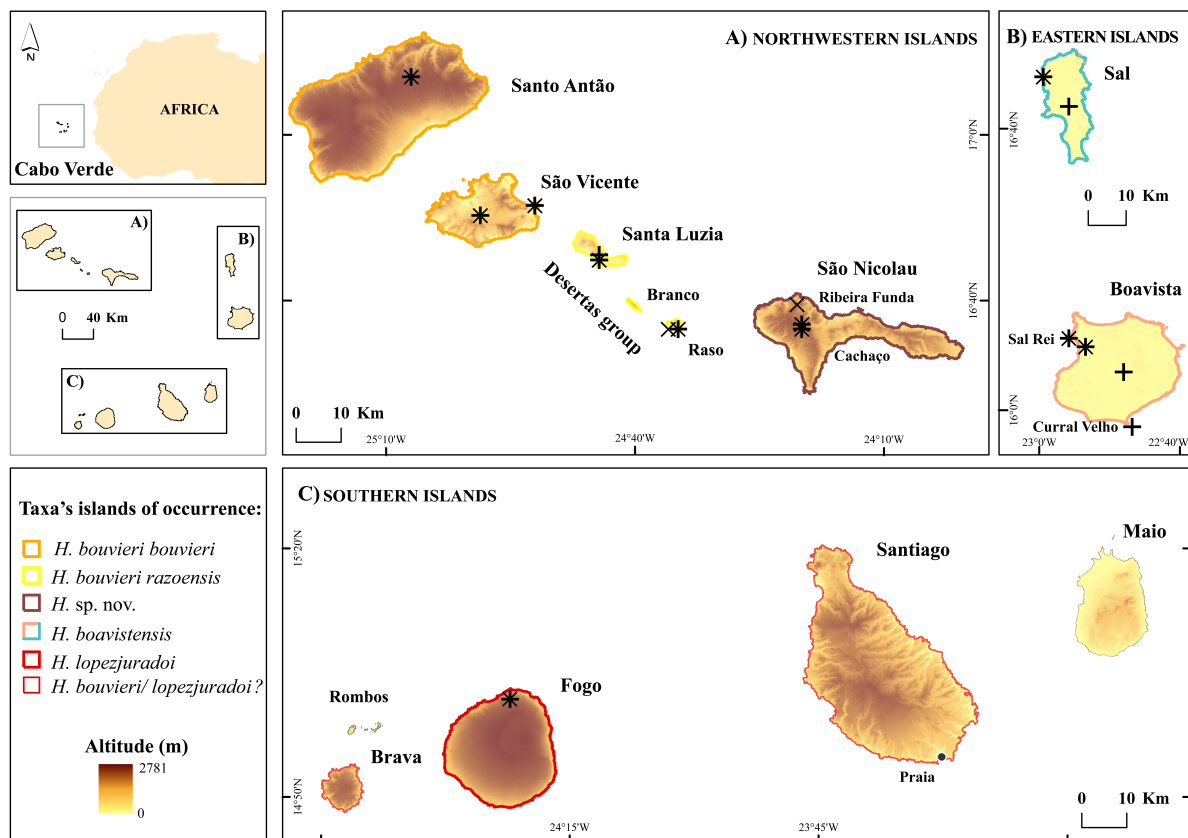 N
AFRICA
Cabo Verde
A)
B)
0 40 Km
C)
Taxa's islands of occurrence:
H. bouvieri bouvieri
H. bouvieri razoensis
H. sp. nov.
H. boavistensis
H. lopezjuradoi
H. bouvieri/ lopezjuradoi?
Altitude (m)
2781
0
A) NORTHWESTERN ISLANDS
Santo Antão
São Vicente
Santa Luzia
Desertas group
Branco
Raso
São Nicolau
Ribeira Funda
Cachaço
0 10 Km
17°0'N
16°40'N
25°10'W
24°40'W
24°10'W
B) EASTERN ISLANDS
Sal
16°40'N
0 10 Km
Boavista
Sal Rei
Curral Velho
16°0'N
23°0'W
22°40'W
C) SOUTHERN ISLANDS
15°20'N
Santiago
Maio
Fogo
Rombos
Brava
Praia
14°50'N
0 10 Km
24°15'W
23°45'W